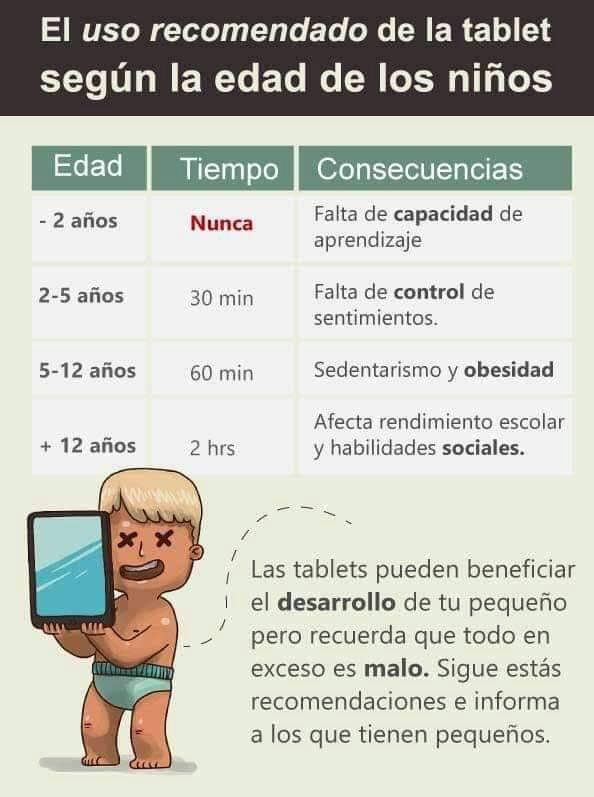 El uso recomendado de la tablet
según la edad de los niños
Edad Tiempo Consecuencias
- 2 años Nunca Falta de capacidad de
aprendizaje
2-5 años 30 min Falta de control de
sentimientos.
5-12 años 60 min Sedentarismo y obesidad
+ 12 años 2 hrs Afecta rendimiento escolar
y habilidades sociales.
Las tablets pueden beneficiar
el desarrollo de tu pequeño
pero recuerda que todo en
exceso es malo. Sigue estás
recomendaciones e informa
a los que tienen pequeños.